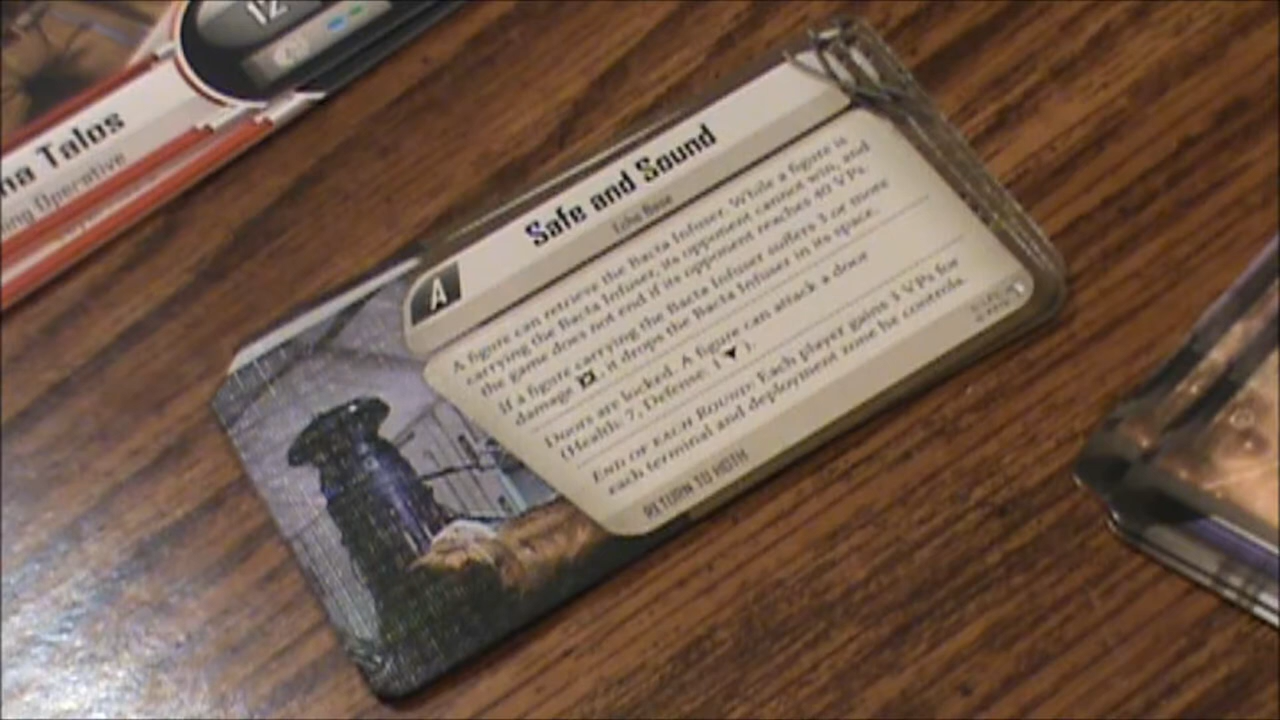 12
na Talos
ng Operative
Safe and Sound
Echo Base
A
A figure can retrieve the Bacta Infuser. While a figure is
carrying the Bacta Infuser, its opponent cannot win, and
the game does not end if its opponent reaches 40 VPs.
If a figure carrying the Bacta Infuser suffers 3 or more
damage, it drops the Bacta Infuser in its space.
Doors are locked. A figure can attack a door
(Health: 7, Defense: 1 ).
END OF EACH ROUND: Each player gains 3 VPs for
each terminal and deployment zone he controls.
RETURN TO HOTH